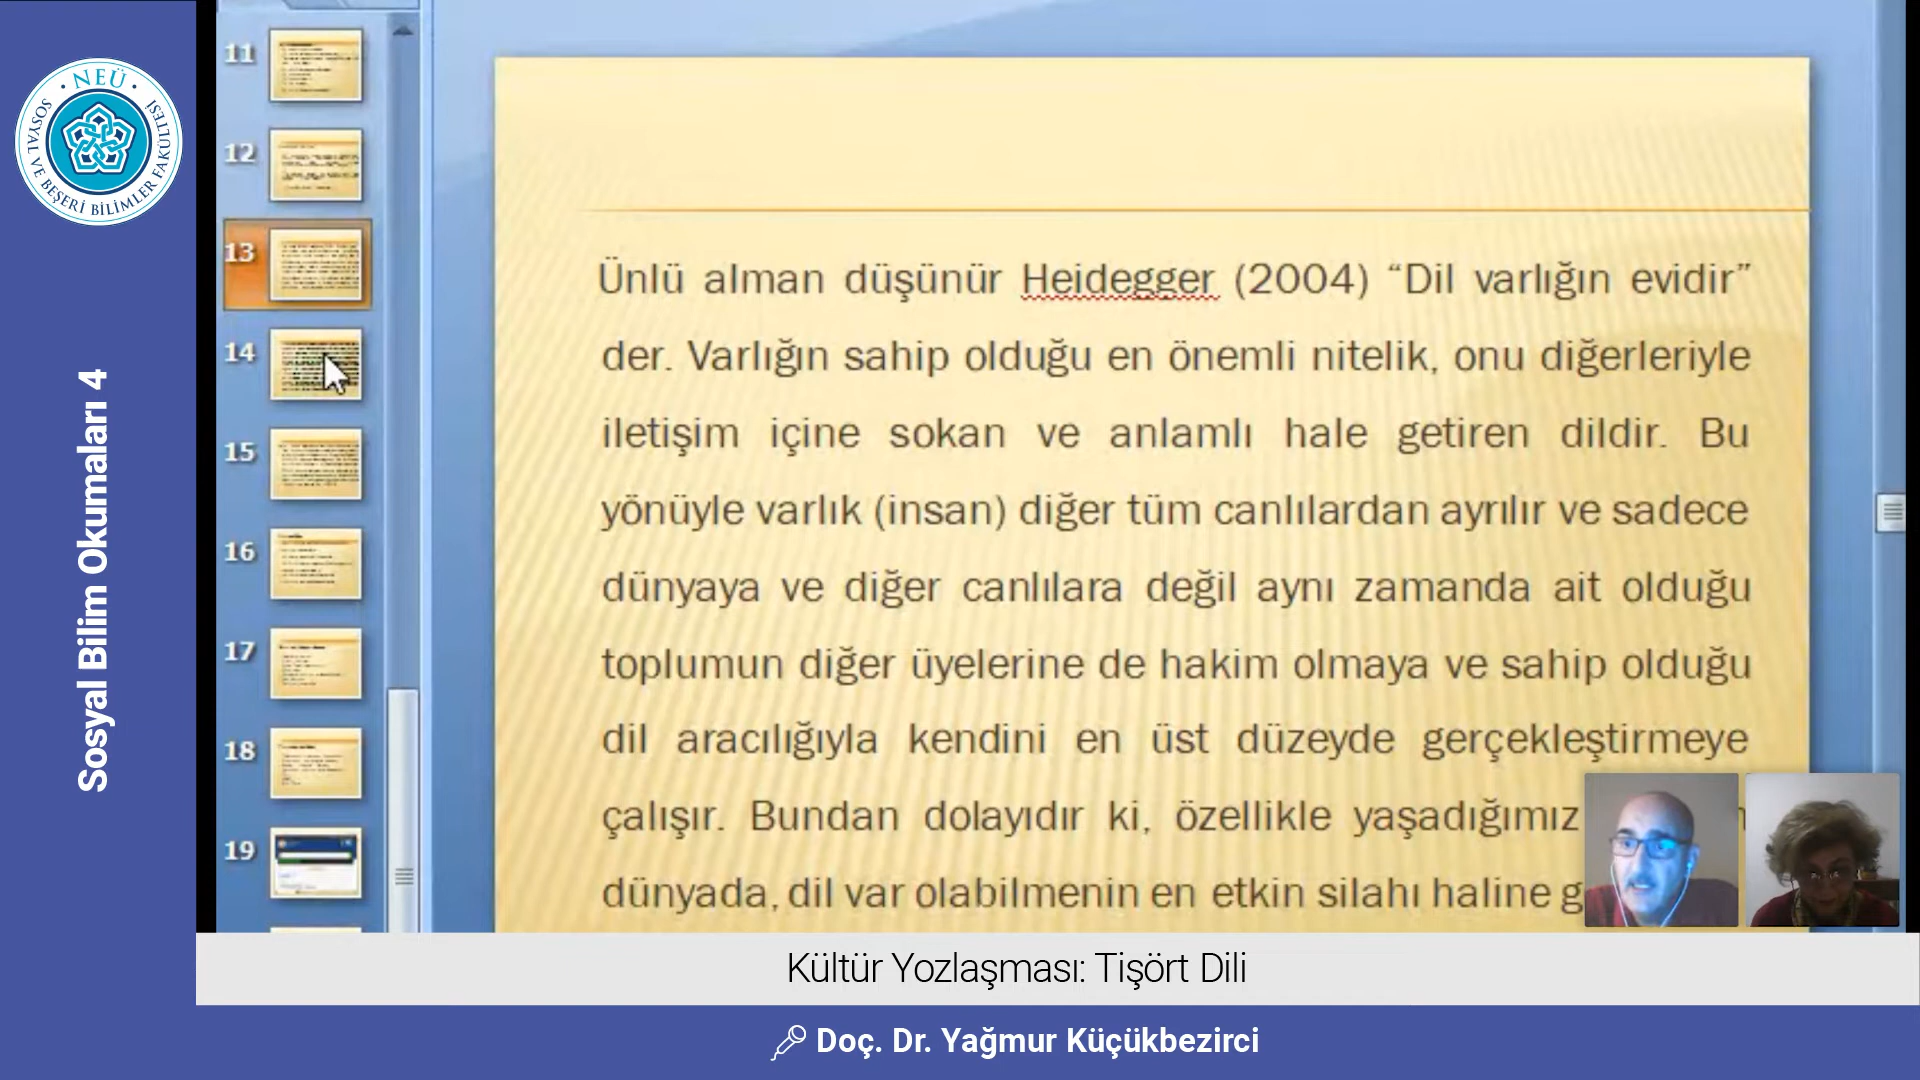 NEÜ
SOSYAL VE BEŞERİ BİLİMLER FAKÜLTESİ
Sosyal Bilim Okumaları 4
11
12
13
14
15
16
17
18
19
Ünlü alman düşünür Heidegger (2004) “Dil varlığın evidir”
der. Varlığın sahip olduğu en önemli nitelik, onu diğerleriyle
iletişim içine sokan ve anlamlı hale getiren dildir. Bu
yönüyle varlık (insan) diğer tüm canlılardan ayrılır ve sadece
dünyaya ve diğer canlılara değil aynı zamanda ait olduğu
toplumun diğer üyelerine de hakim olmaya ve sahip olduğu
dil aracılığıyla kendini en üst düzeyde gerçekleştirmeye
çalışır. Bundan dolayıdır ki, özellikle yaşadığımız
dünyada, dil var olabilmenin en etkin silahı haline
Kültür Yozlaşması: Tişört Dili
Doç. Dr. Yağmur Küçükbezirci